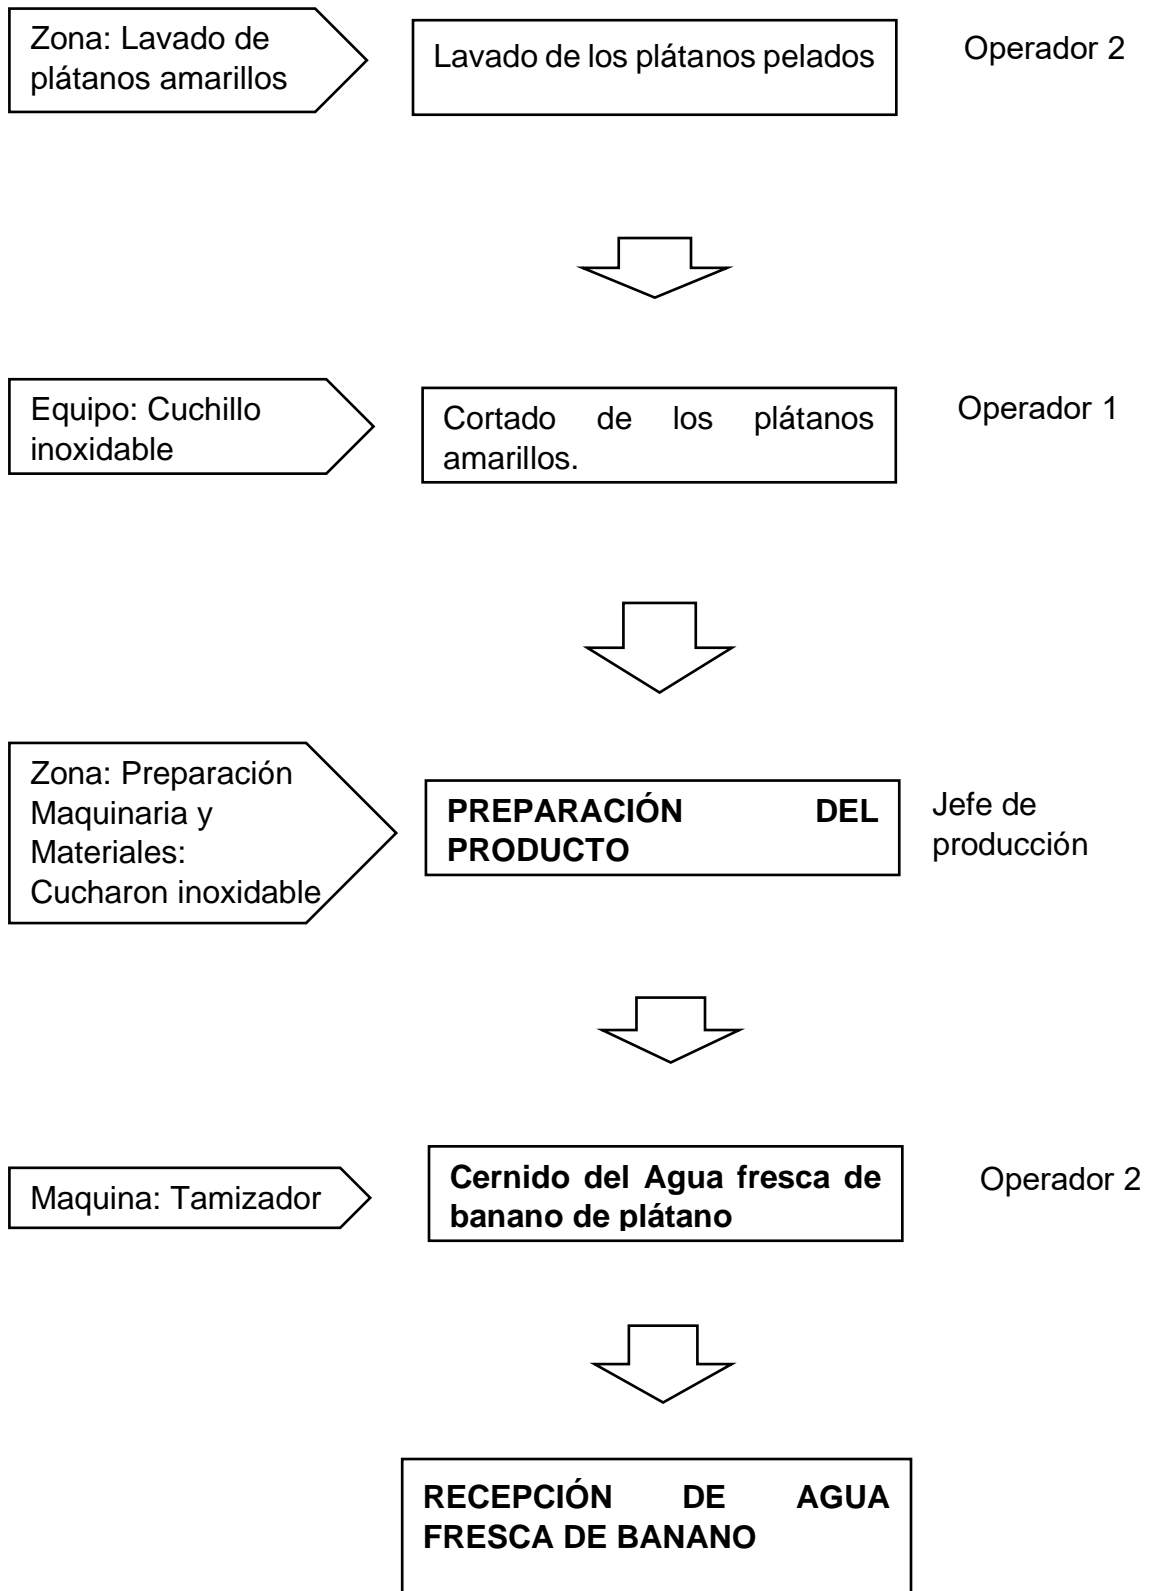 Zona: Lavado de
plátanos amarillos
Lavado de los plátanos pelados
Operador 2
Equipo: Cuchillo
inoxidable
Cortado de los plátanos
amarillos.
Operador 1
Zona: Preparación
Maquinaria y
Materiales:
Cucharon inoxidable
PREPARACIÓN DEL
PRODUCTO
Jefe de
producción
Maquina: Tamizador
Cernido del Agua fresca de
banano de plátano
Operador 2
RECEPCIÓN DE AGUA
FRESCA DE BANANO